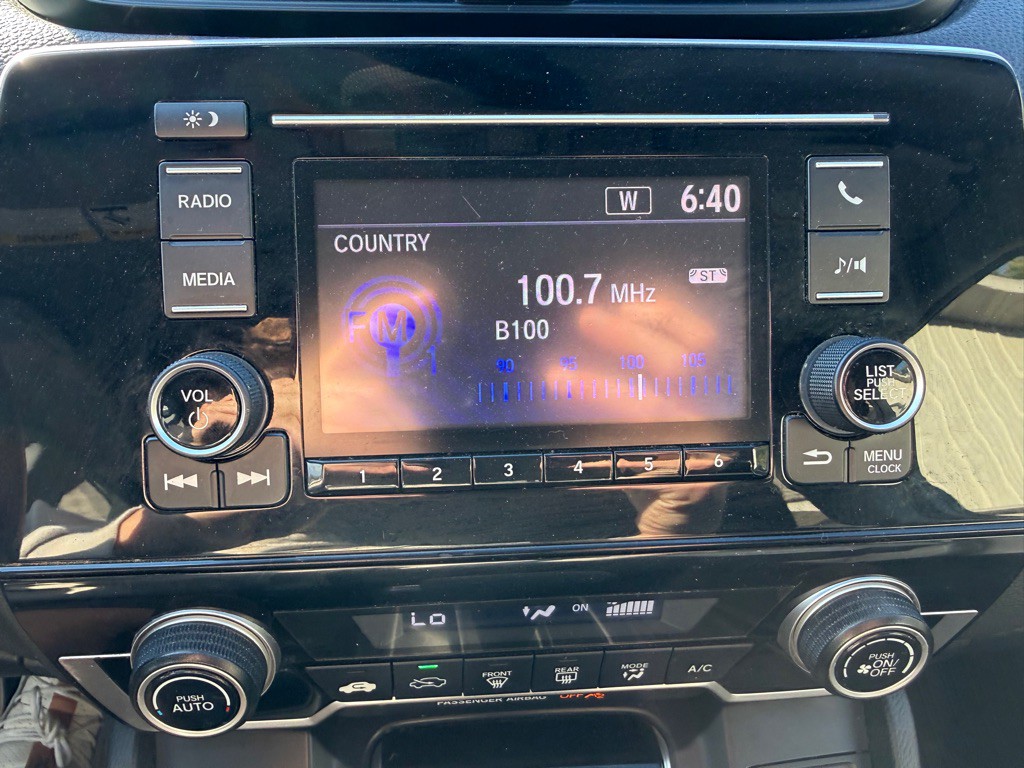 RADIO
MEDIA
W 6:40
COUNTRY
100.7 MHz ST
FM 1
B100
90 95 100 105
VOL
LIST
PUSH
SELECT
MENU
CLOCK
1 2 3 4 5 6
Lo ON
PUSH
AUTO
FRONT REAR MODE A/C
PUSH
ON/
OFF
PASSENGER AIRBAG OFF